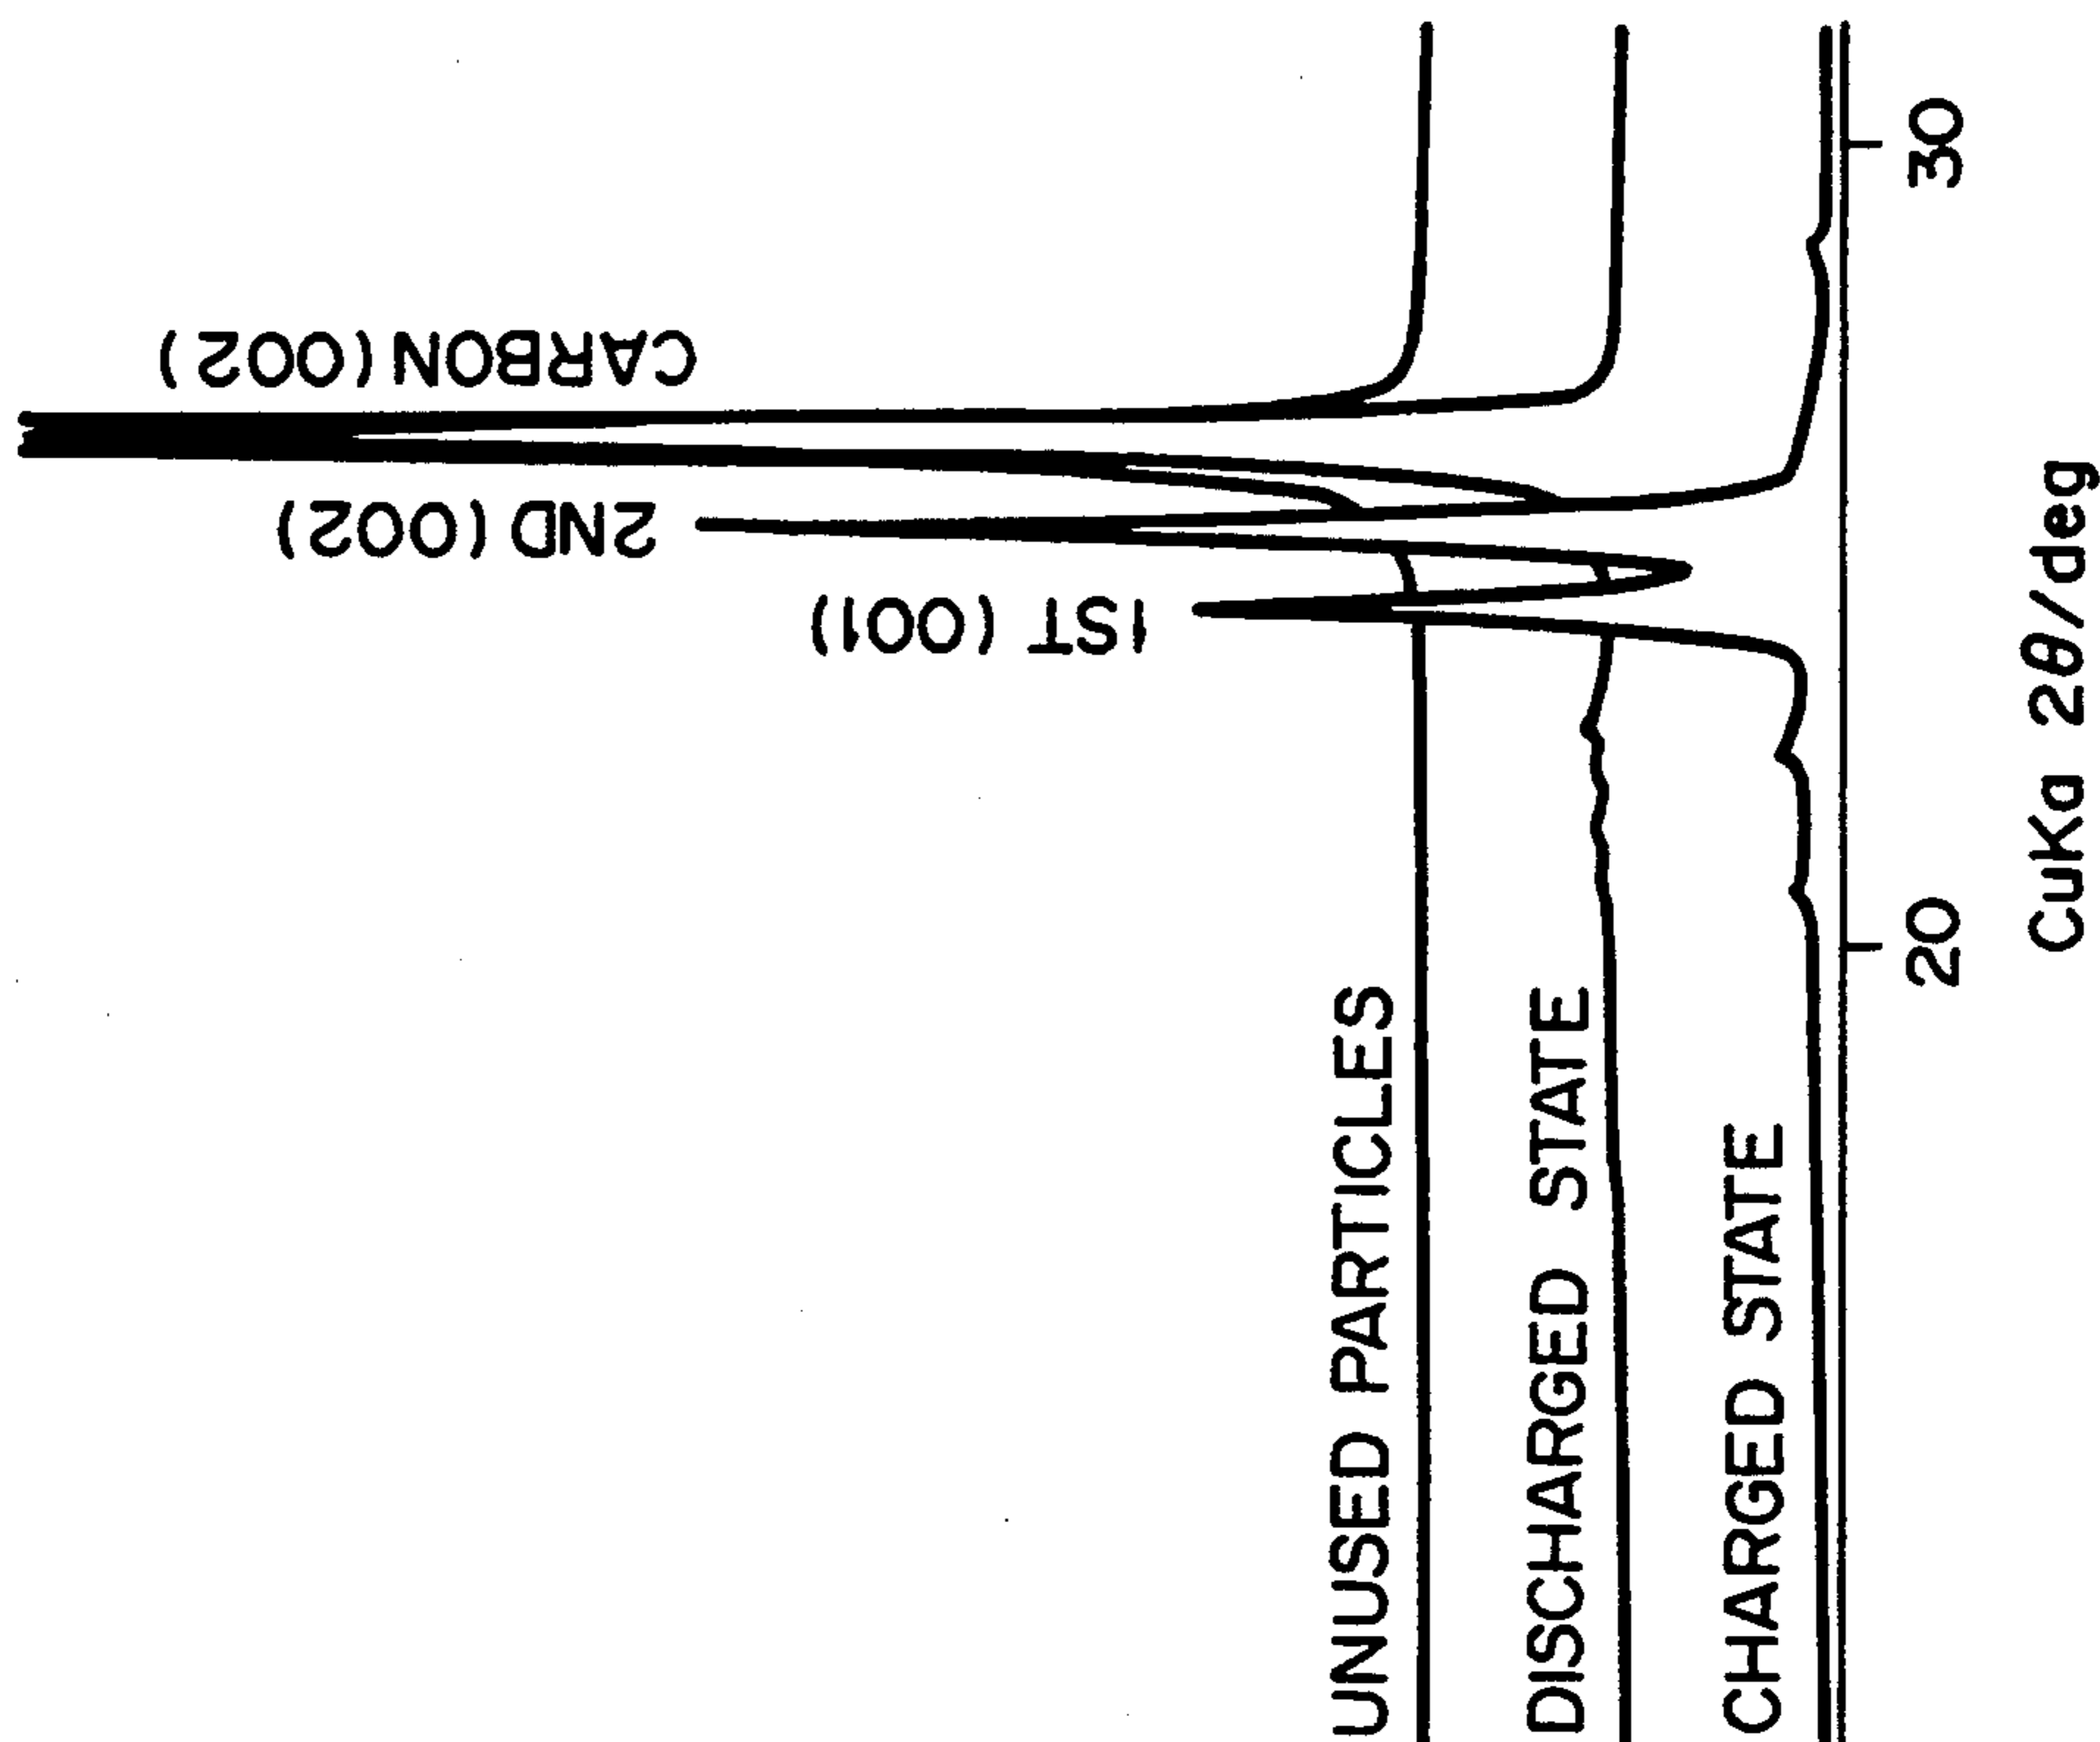 CARBON(002)
2ND(002)
1ST(001)
UNUSED PARTICLES
DISCHARGED STATE
CHARGED STATE
20
30
CuKα 2θ/deg